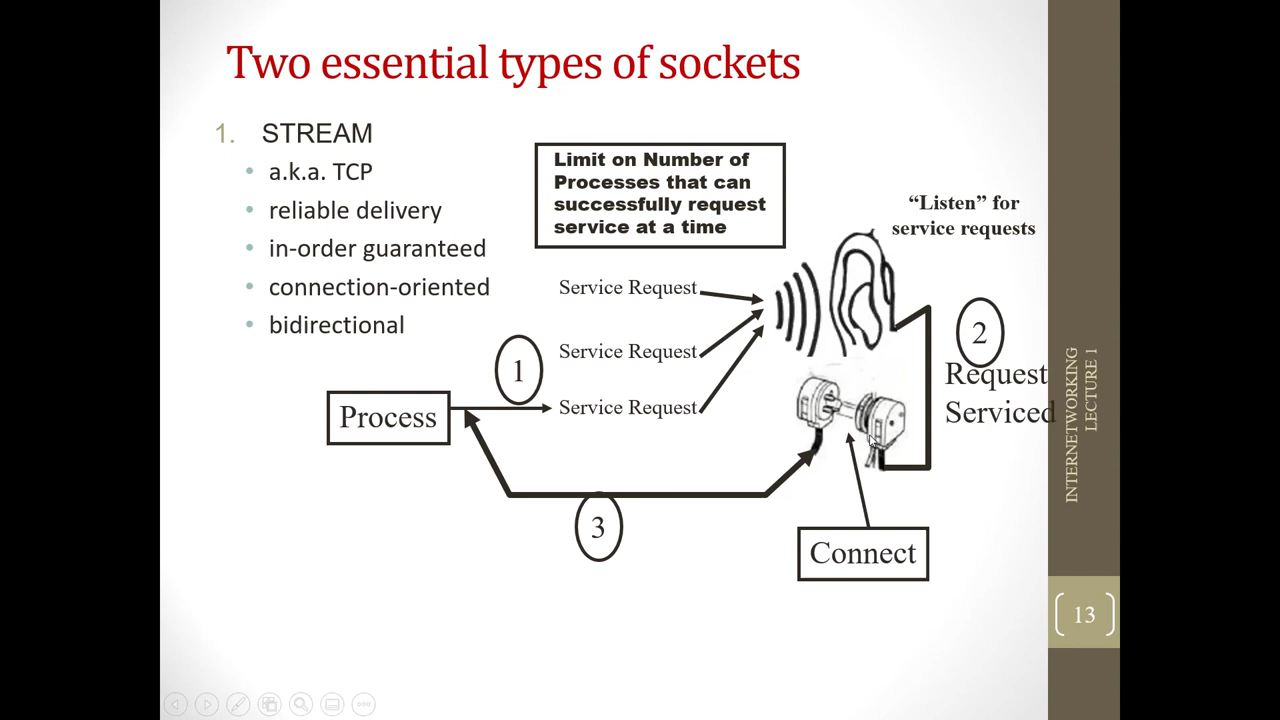 Two essential types of sockets
1. STREAM
• a.k.a. TCP
• reliable delivery
• in-order guaranteed
• connection-oriented
• bidirectional
Limit on Number of
Processes that can
successfully request
service at a time
“Listen” for
service requests
Service Request
Service Request
Service Request
1
Process
2
Request
Serviced
3
Connect
INTERNETWORKING
LECTURE 1
13